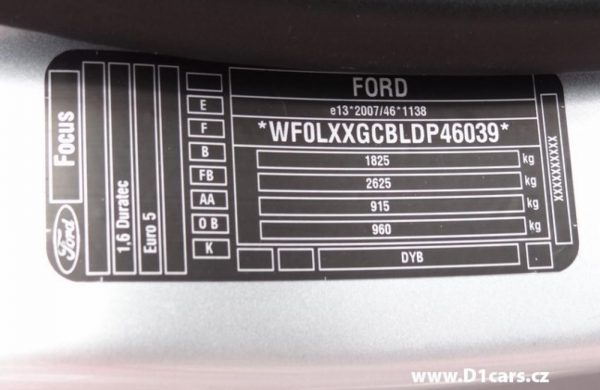 FORD
e13*2007/46*1138
*WF0LXXGCBLDP46039*
1825 kg
2625 kg
915 kg
960 kg
DYB
E
F
B
FB
AA
O B
K
Focus
Ford
1,6 Duratec
Euro 5
XXXXXXXXXX
www.D1cars.cz